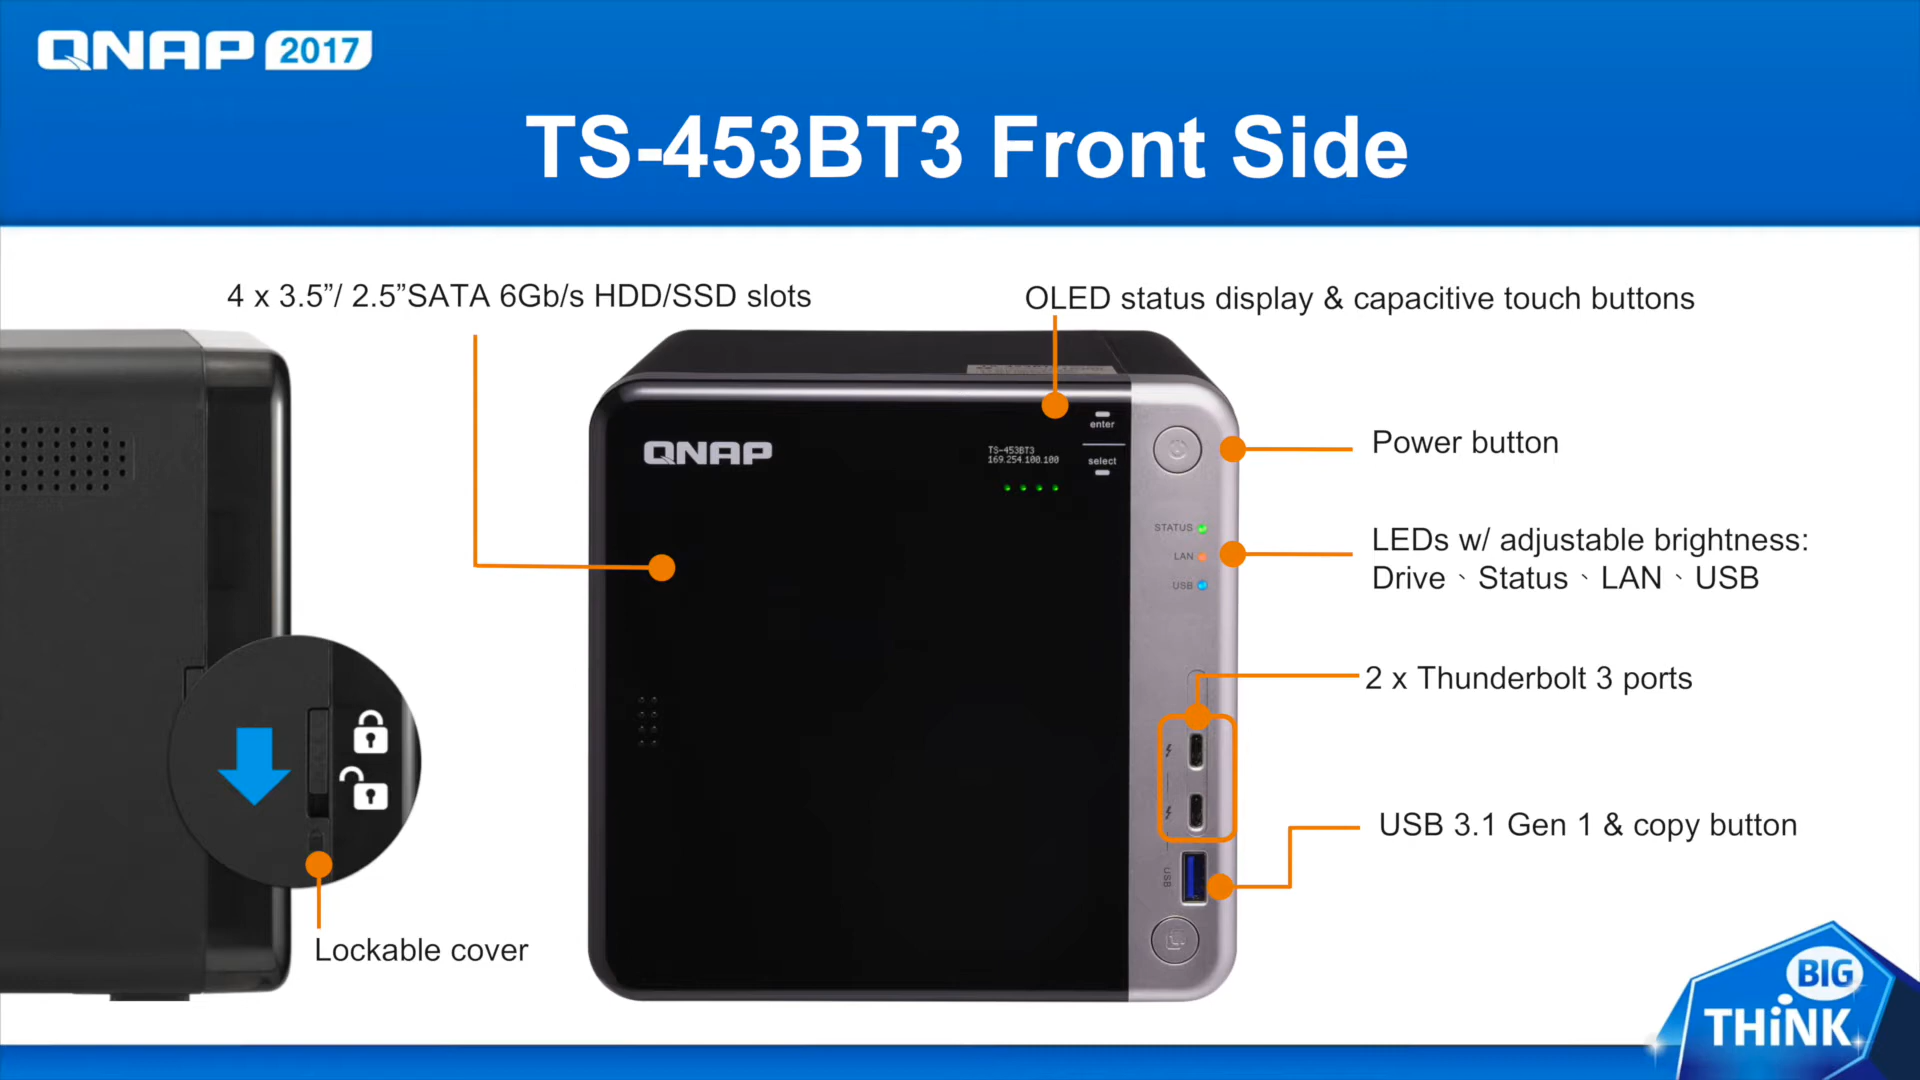 QNAP 2017
TS-453BT3 Front Side
4 x 3.5”/ 2.5”SATA 6Gb/s HDD/SSD slots
OLED status display & capacitive touch buttons
enter
QNAP
TS-453BT3
169.254.100.100
select
Power button
STATUS
LAN
USB
LEDs w/ adjustable brightness:
Drive、Status、LAN、USB
2 x Thunderbolt 3 ports
USB 3.1 Gen 1 & copy button
USB
Lockable cover
BIG
THiNK